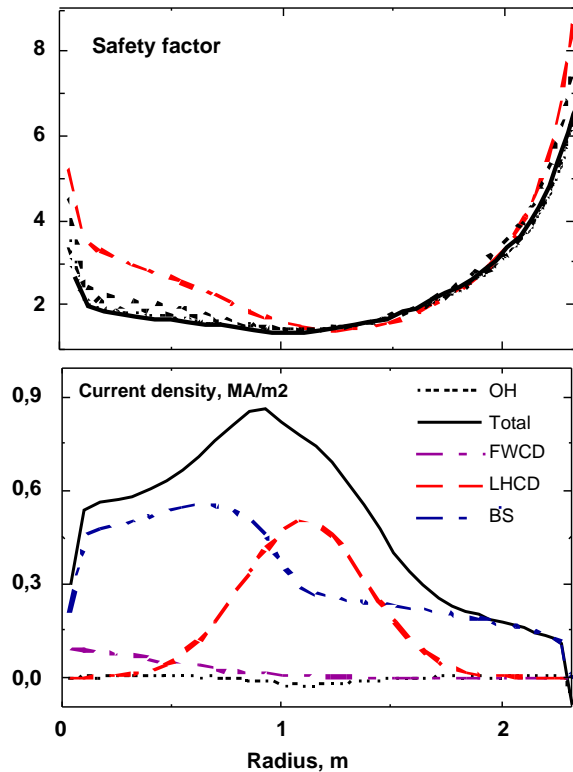 8
Safety factor
6
4
2
0,9
Current density, MA/m2
OH
Total
FWCD
0,6
LHCD
BS
0,3
0,0
0
1
2
Radius, m